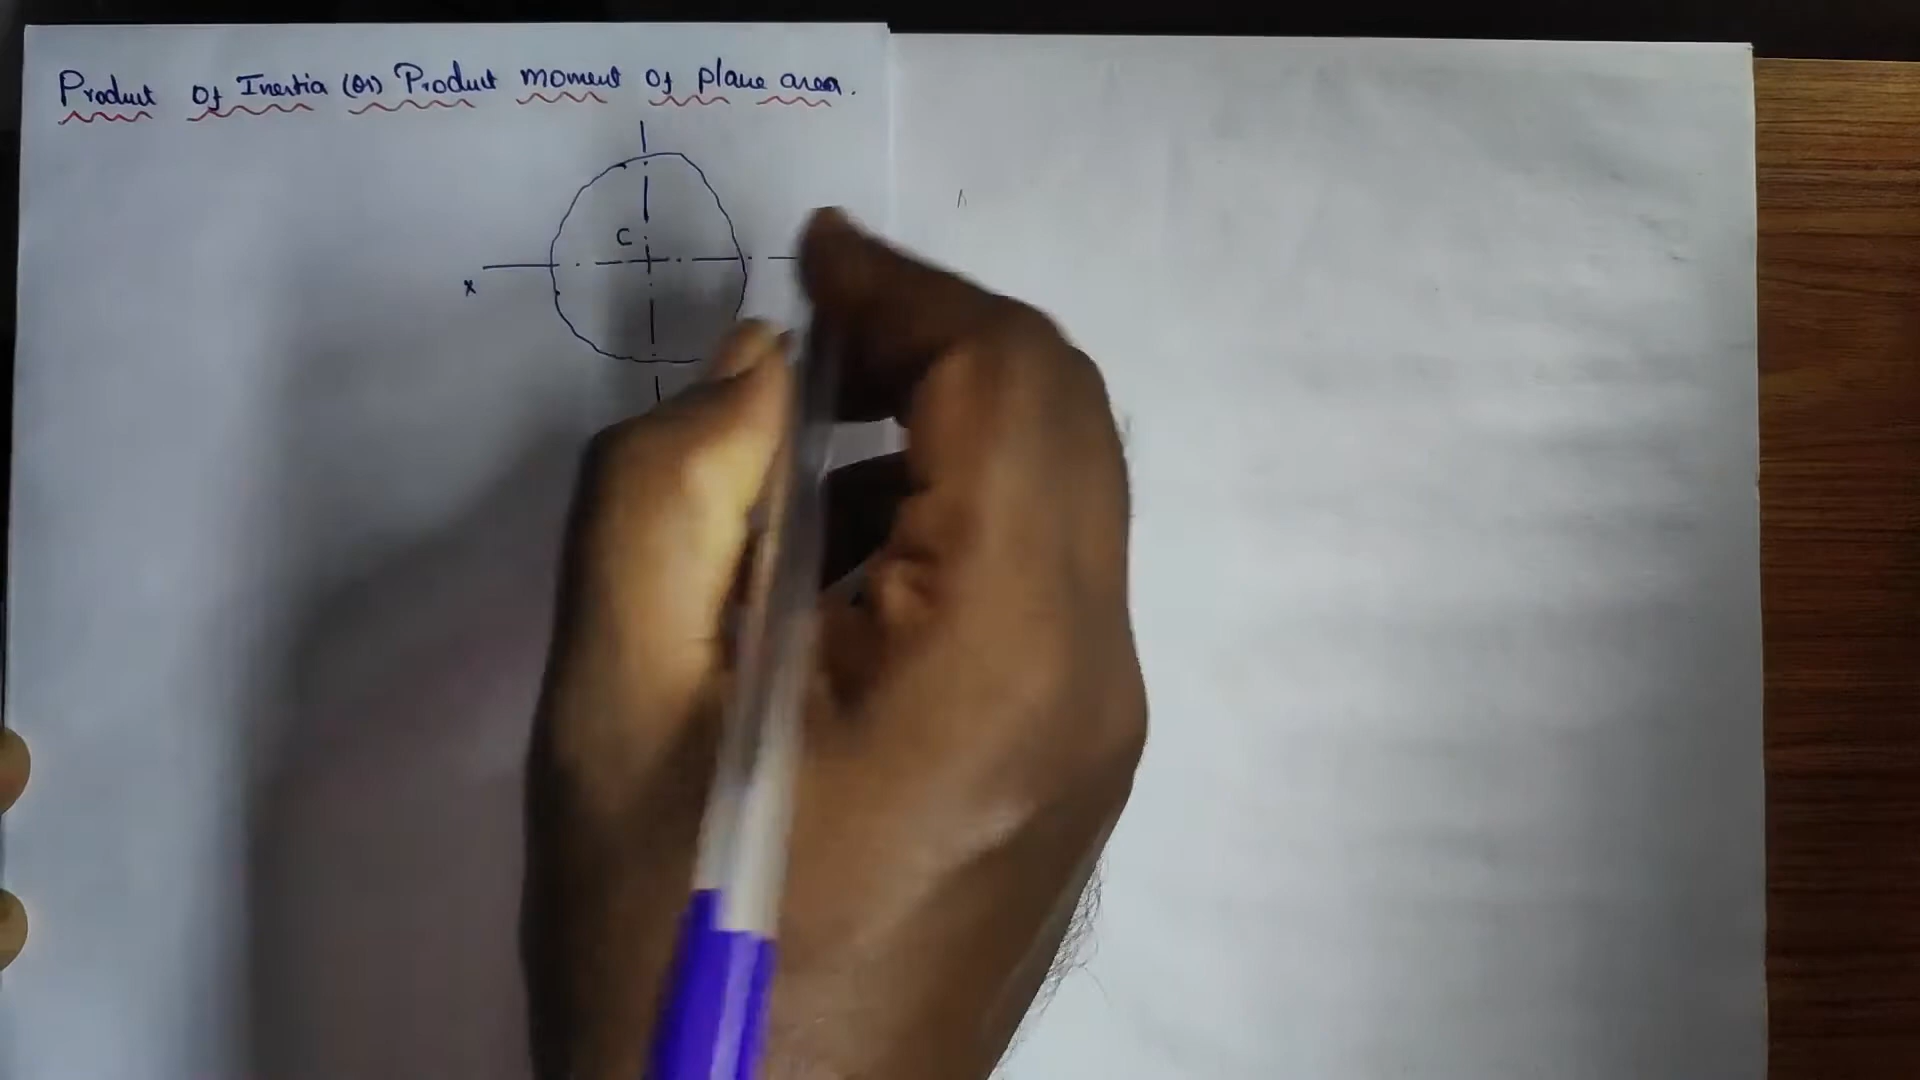 Product Of Inertia (or) Product moment Of plane area.
C
x